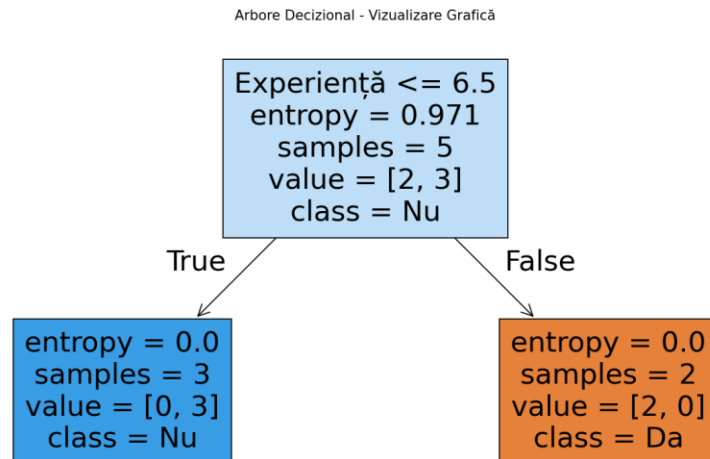 Arbore Decizional - Vizualizare Grafică
Experiență <= 6.5
entropy = 0.971
samples = 5
value = [2, 3]
class = Nu
True
False
entropy = 0.0
samples = 3
value = [0, 3]
class = Nu
entropy = 0.0
samples = 2
value = [2, 0]
class = Da